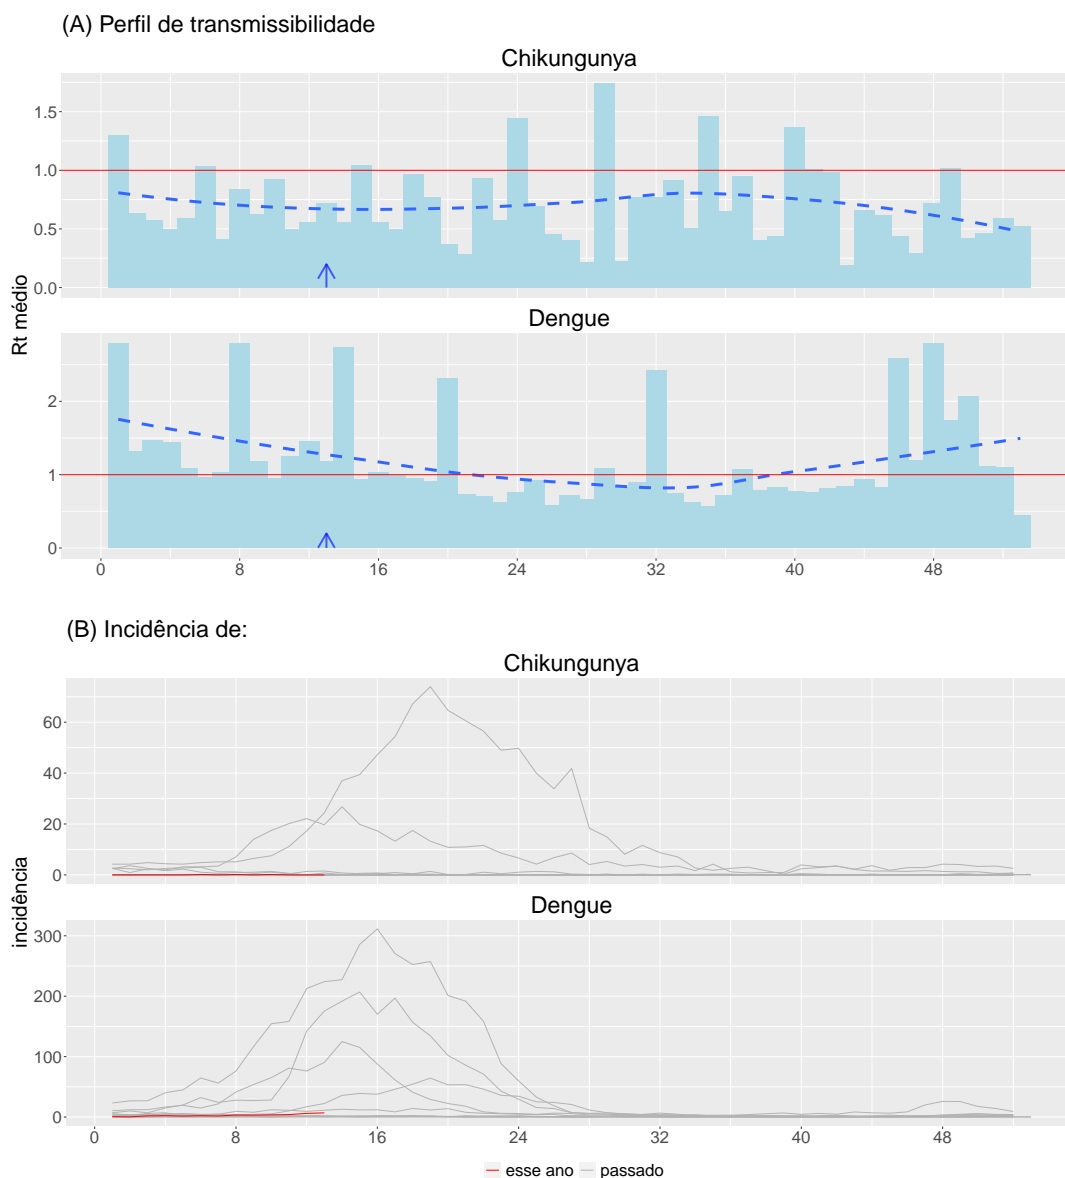 (A) Perfil de transmissibilidade
Chikungunya
1.5
1.0
0.5
0.0
Rt médio
Dengue
2
1
0
0 8 16 24 32 40 48
(B) Incidência de:
Chikungunya
60
40
20
0
incidência
Dengue
300
200
100
0
0 8 16 24 32 40 48
esse ano passado